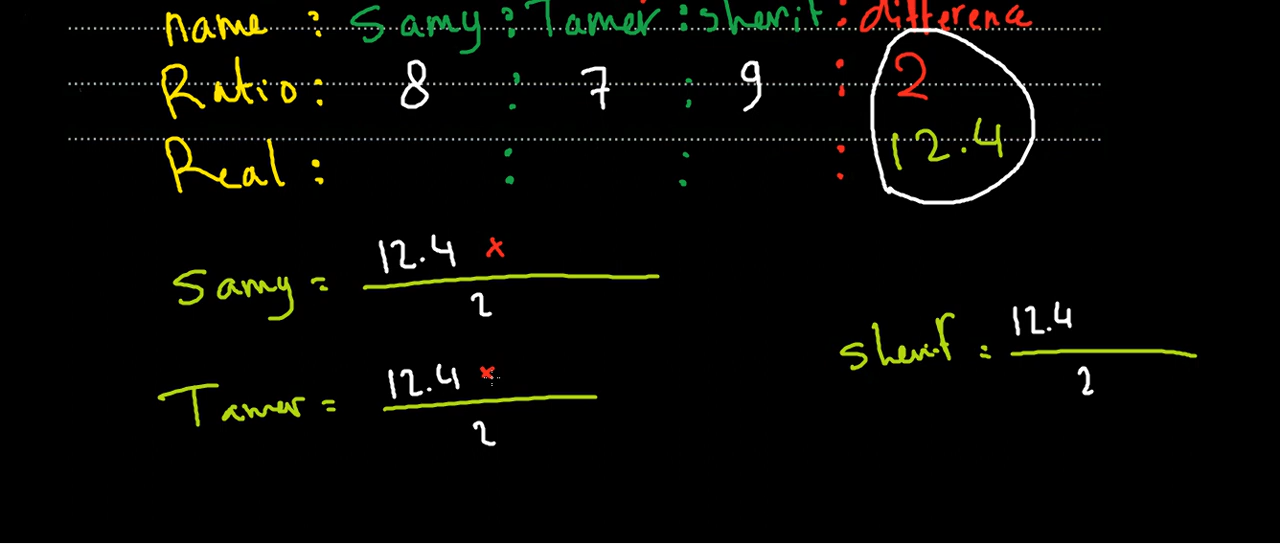 name : Samy : Tamer : sherif : difference
Ratio : 8 : 7 : 9 : 2
Real : : : : 12.4
Samy = 12.4 × / 2
sherif = 12.4 / 2
Tamer = 12.4 × / 2